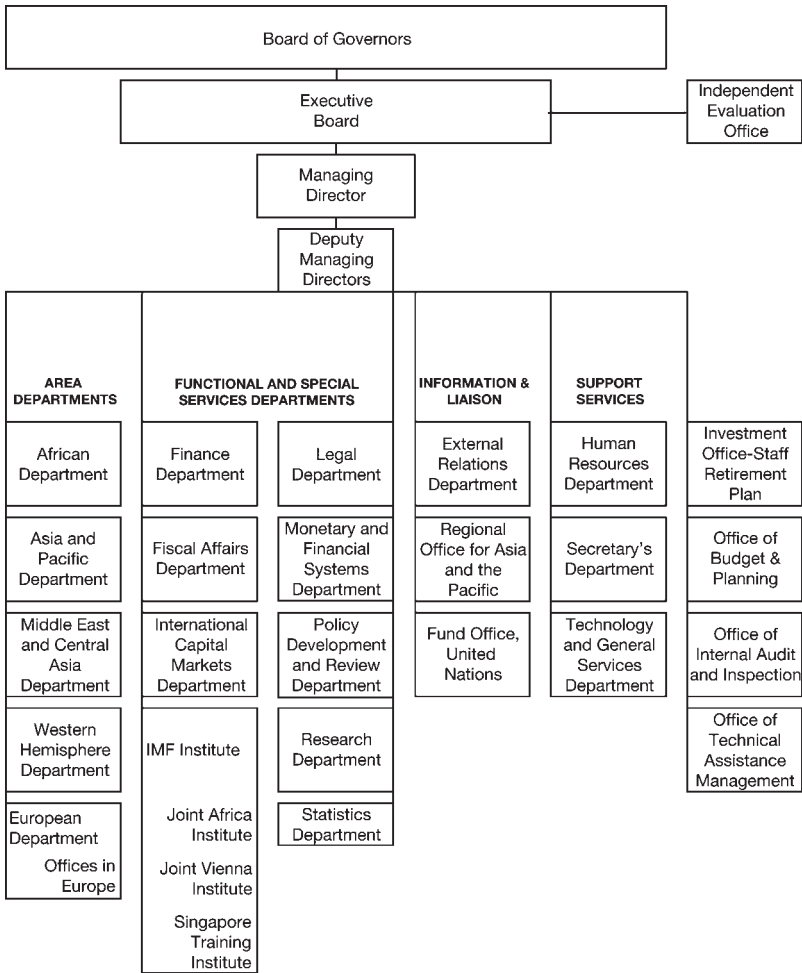 Board of Governors
Executive
Board
Independent
Evaluation
Office
Managing
Director
Deputy
Managing
Directors
AREA
DEPARTMENTS
FUNCTIONAL AND SPECIAL
SERVICES DEPARTMENTS
INFORMATION &
LIAISON
SUPPORT
SERVICES
African
Department
Finance
Department
Legal
Department
External
Relations
Department
Human
Resources
Department
Investment
Office-Staff
Retirement
Plan
Asia and
Pacific
Department
Fiscal Affairs
Department
Monetary and
Financial
Systems
Department
Regional
Office for Asia
and the
Pacific
Secretary's
Department
Office of
Budget &
Planning
Middle East
and Central
Asia
Department
International
Capital
Markets
Department
Policy
Development
and Review
Department
Fund Office,
United
Nations
Technology
and General
Services
Department
Office of
Internal Audit
and Inspection
Western
Hemisphere
Department
IMF Institute
Research
Department
Office of
Technical
Assistance
Management
European
Department
Offices in
Europe
Joint Africa
Institute
Joint Vienna
Institute
Singapore
Training
Institute
Statistics
Department